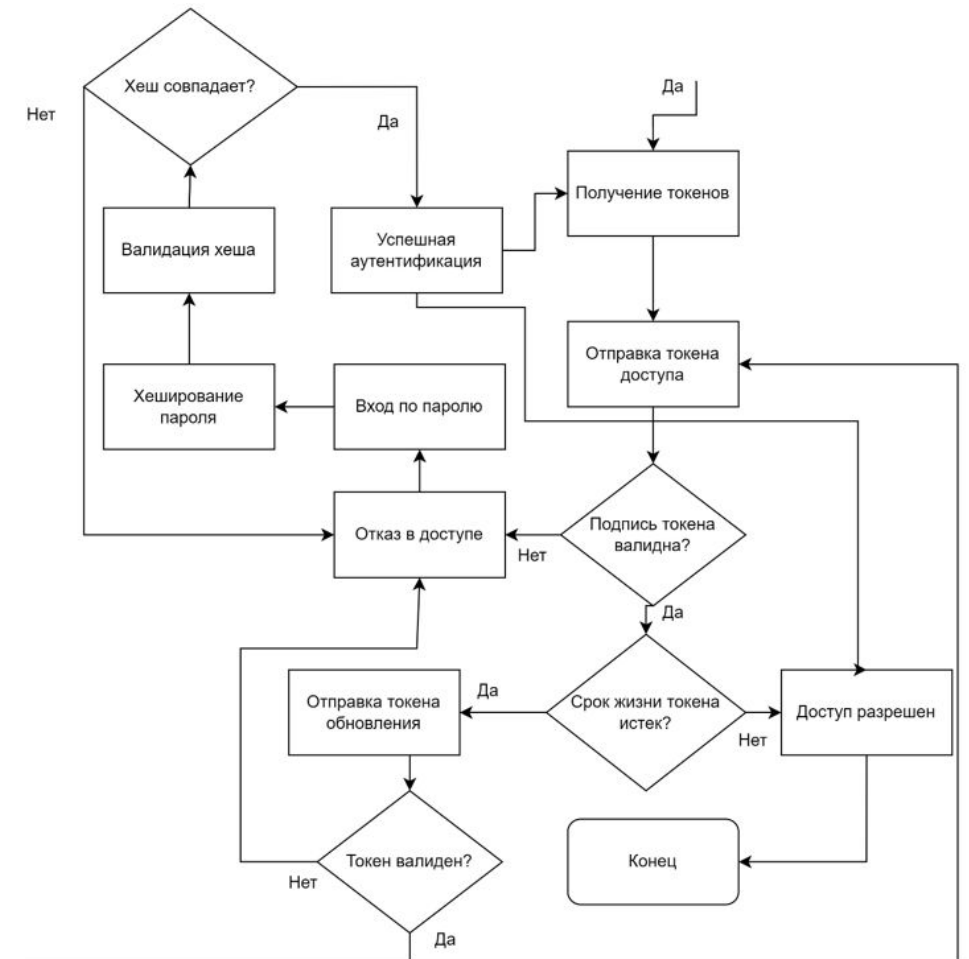 Хеш совпадает?
Нет
Да
Да
Получение токенов
Валидация хеша
Успешная
аутентификация
Отправка токена
доступа
Хеширование
пароля
Вход по паролю
Отказ в доступе
Нет
Подпись токена
валидна?
Да
Отправка токена
обновления
Да
Срок жизни токена
истек?
Нет
Доступ разрешен
Токен валиден?
Нет
Конец
Да